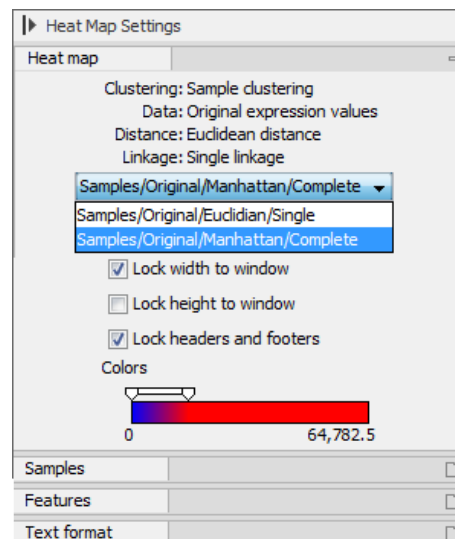 Heat Map Settings
Heat map
Clustering: Sample clustering
Data: Original expression values
Distance: Euclidean distance
Linkage: Single linkage
Samples/Original/Manhattan/Complete
Samples/Original/Euclidian/Single
Samples/Original/Manhattan/Complete
Lock width to window
Lock height to window
Lock headers and footers
Colors
0 64,782.5
Samples
Features
Text format